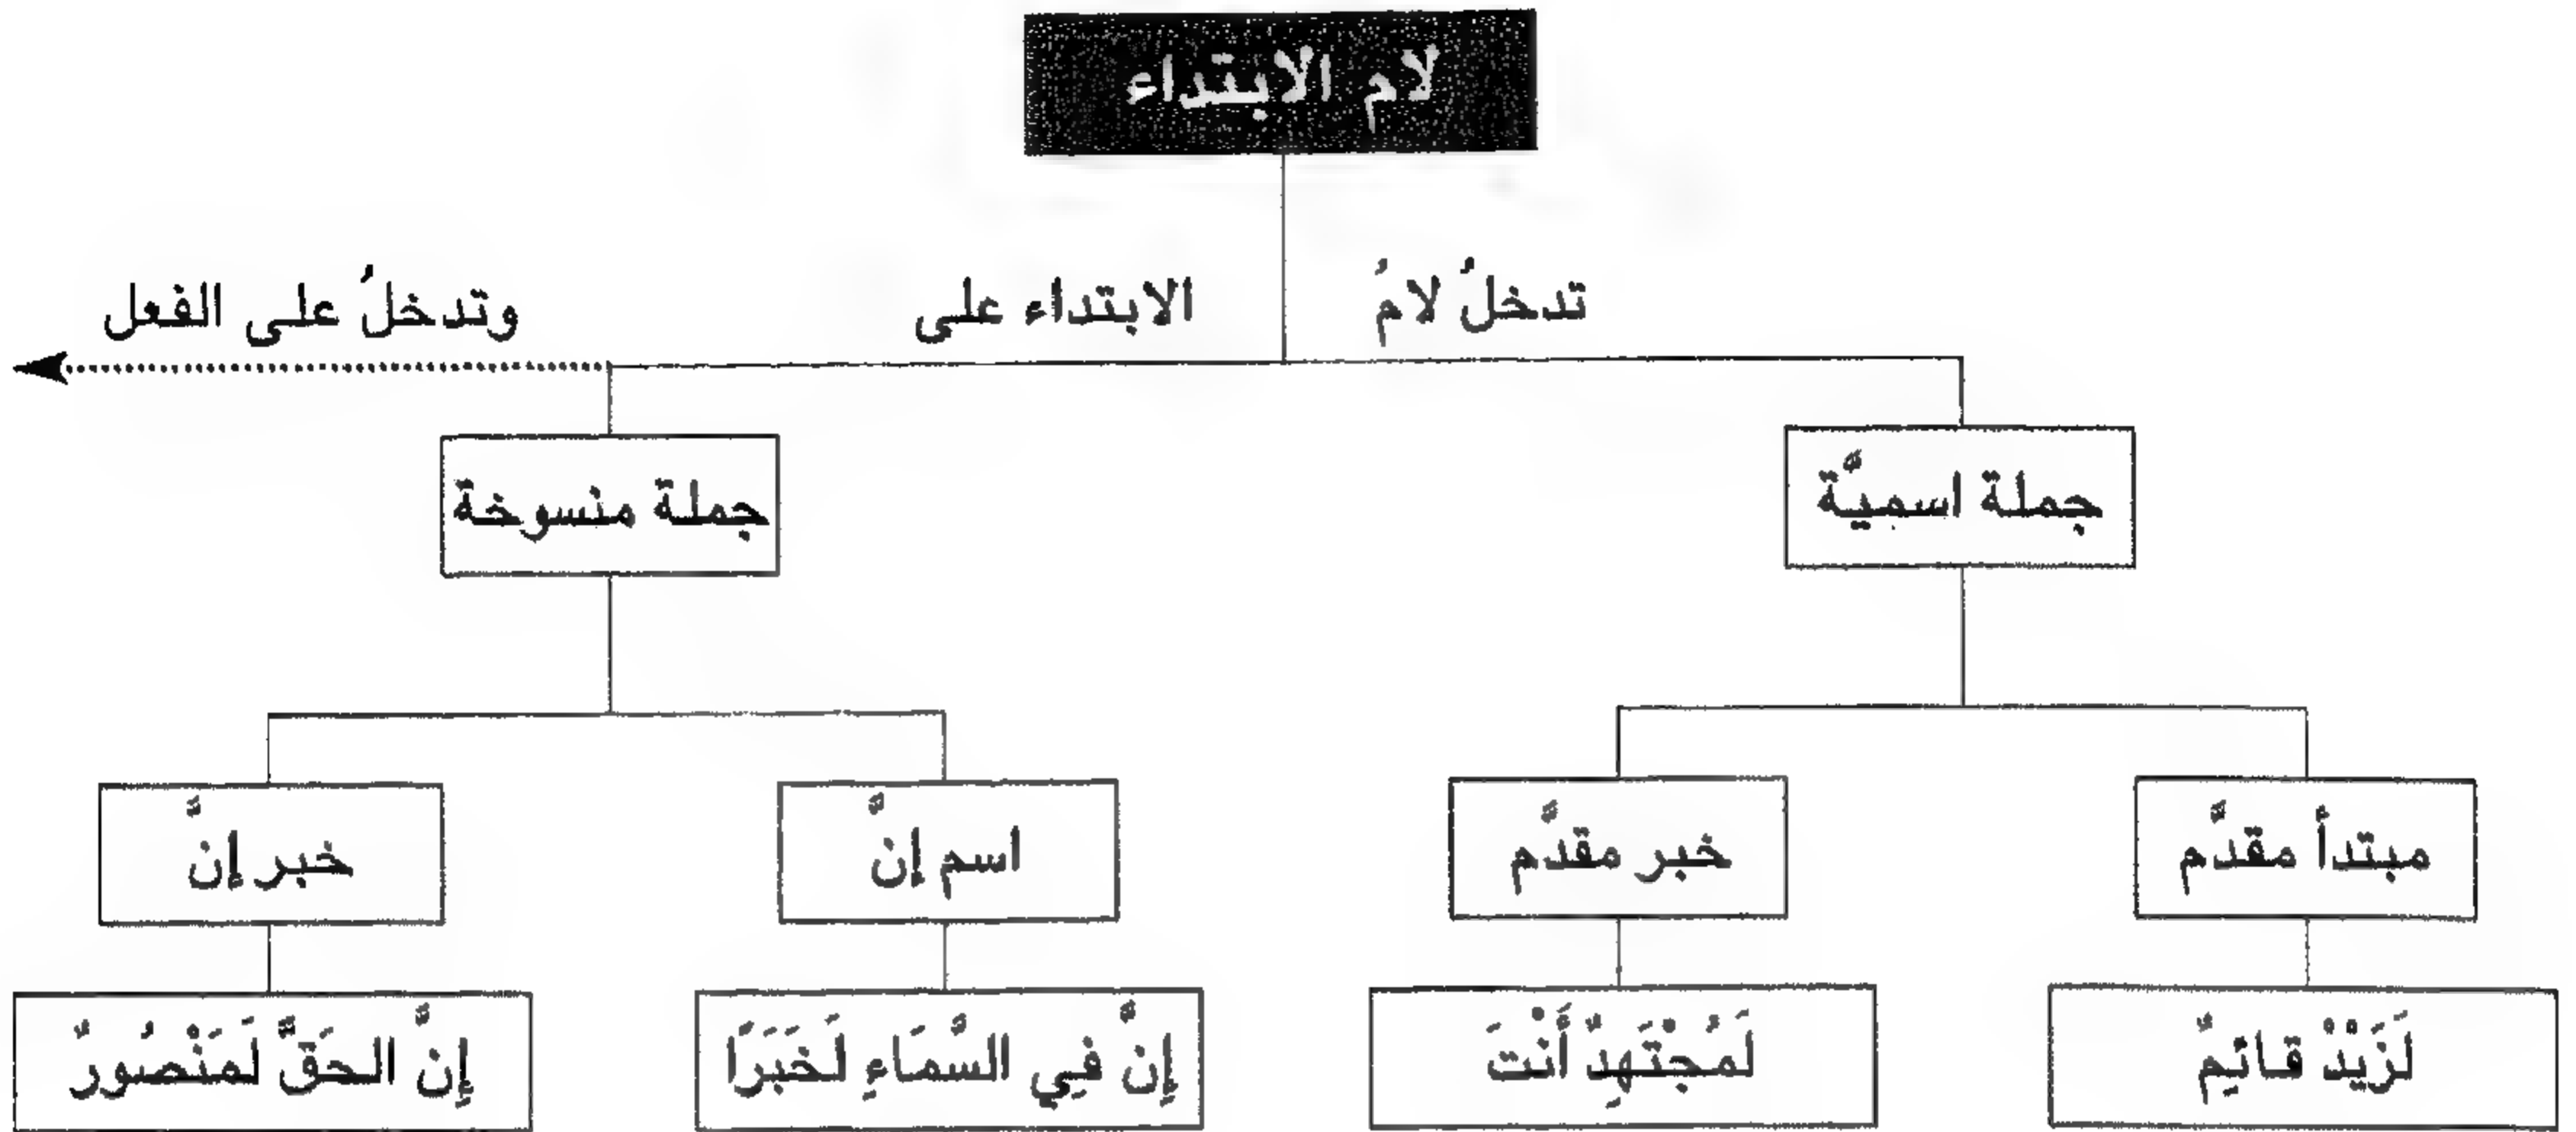 لام الابتداء
تدخلُ لامُ الابتداء على
وتدخلُ على الفعل
جملة اسميَّة
جملة منسوخة
مبتدأ مقدَّم
خبر مقدَّم
اسم إنَّ
خبر إنَّ
لَزَيْدْ قائِمٌ
لَمُجْتَهِدٌ أَنْتَ
إِنَّ فِي السَّمَاءِ لَخَبَرًا
إِنَّ الحَقَّ لَمَنْصُورٌ